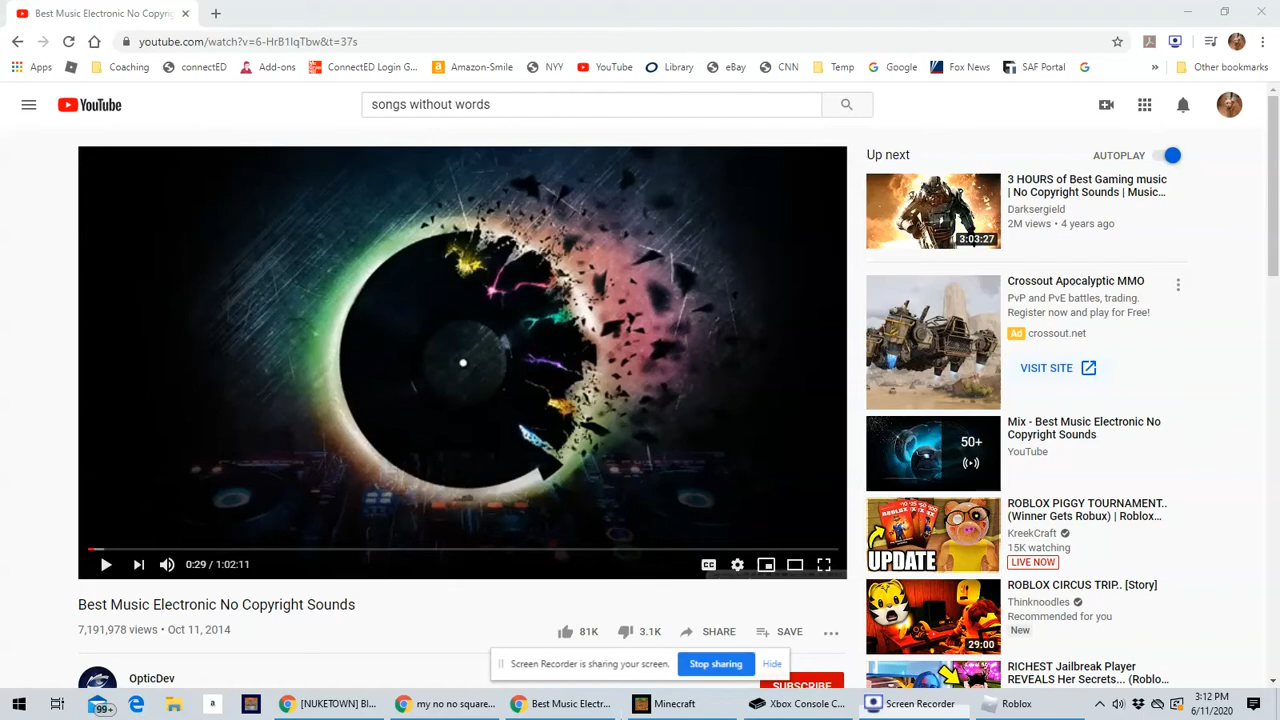 Best Music Electronic No Copyrig
youtube.com/watch?v=6-HrB1IqTbw&t=37s
Apps
Coaching
connectED
Add-ons
ConnectED Login G...
Amazon-Smile
NYY
YouTube
Library
eBay
CNN
Temp
Google
Fox News
SAF Portal
»
Other bookmarks
YouTube
songs without words
Up next
AUTOPLAY
3 HOURS of Best Gaming music
| No Copyright Sounds | Music...
Darksergield
2M views • 4 years ago
3:03:27
Crossout Apocalyptic MMO
PvP and PvE battles, trading.
Register now and play for Free!
Ad crossout.net
VISIT SITE
Mix - Best Music Electronic No
Copyright Sounds
YouTube
50+
ROBLOX PIGGY TOURNAMENT..
(Winner Gets Robux) | Roblox...
KreekCraft
15K watching
LIVE NOW
UPDATE
ROBLOX CIRCUS TRIP.. [Story]
Thinknoodles
Recommended for you
New
29:00
RICHEST Jailbreak Player
REVEALS Her Secrets... (Roblo...
CC
0:29 / 1:02:11
Best Music Electronic No Copyright Sounds
7,191,978 views • Oct 11, 2014
81K
3.1K
SHARE
SAVE
OpticDev
SUBSCRIBE
Screen Recorder is sharing your screen.
Stop sharing
Hide
99+
a
[NUKETOWN] Bl...
my no no square...
Best Music Electr...
Minecraft
Xbox Console C...
Screen Recorder
Roblox
3:12 PM
6/11/2020